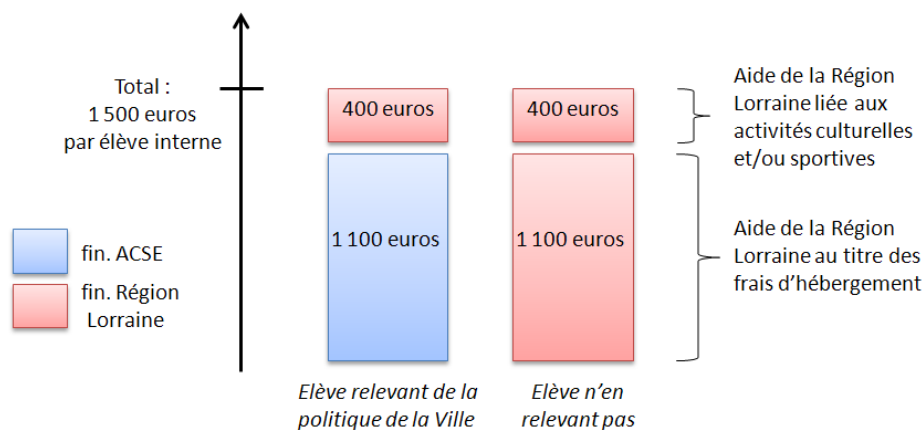 Total :
1 500 euros
par élève interne
400 euros
400 euros
Aide de la Région
Lorraine liée aux
activités culturelles
et/ou sportives
1 100 euros
1 100 euros
Aide de la Région
Lorraine au titre des
frais d’hébergement
fin. ACSE
fin. Région
Lorraine
Elève relevant de la
politique de la Ville
Elève n’en
relevant pas